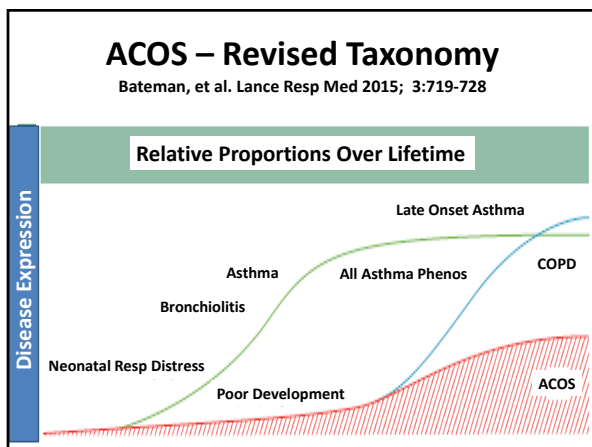 ACOS – Revised Taxonomy
Bateman, et al. Lance Resp Med 2015; 3:719-728
Relative Proportions Over Lifetime
Disease Expression
Late Onset Asthma
Asthma
All Asthma Phenos
COPD
Bronchiolitis
Neonatal Resp Distress
Poor Development
ACOS